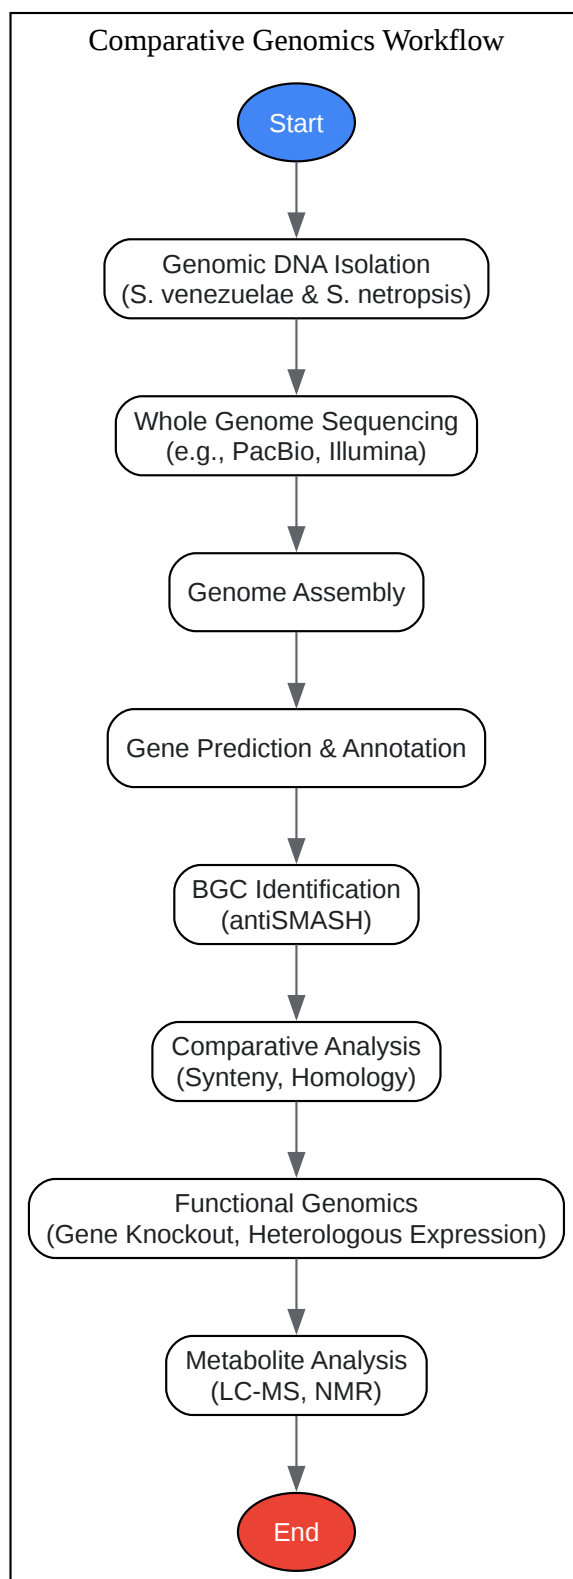 Comparative Genomics Workflow
Start
Genomic DNA Isolation
(S. venezuelae & S. netropsis)
Whole Genome Sequencing
(e.g., PacBio, Illumina)
Genome Assembly
Gene Prediction & Annotation
BGC Identification
(antiSMASH)
Comparative Analysis
(Synteny, Homology)
Functional Genomics
(Gene Knockout, Heterologous Expression)
Metabolite Analysis
(LC-MS, NMR)
End